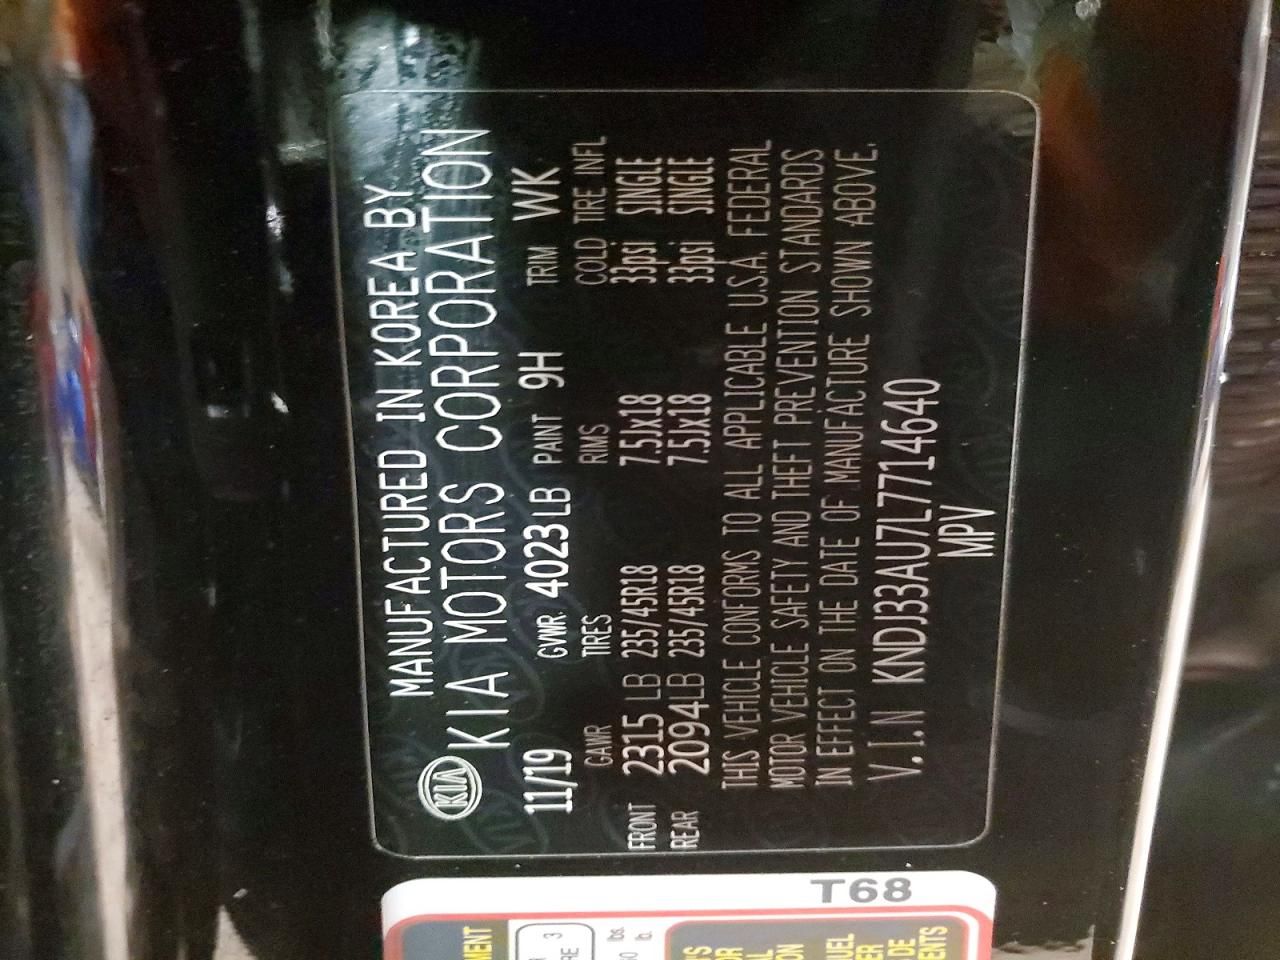 MANUFACTURED IN KOREA BY
KIA KIA MOTORS CORPORATION
11/19 GVWR 4023 LB PAINT 9H TRIM WK
GAWR TIRES RIMS COLD TIRE INFL
FRONT 2315 LB 235/45R18 7.5Jx18 33psi SINGLE
REAR 2094LB 235/45R18 7.5Jx18 33psi SINGLE
THIS VEHICLE CONFORMS TO ALL APPLICABLE U.S.A. FEDERAL
MOTOR VEHICLE SAFETY AND THEFT PREVENTION STANDARDS
IN EFFECT ON THE DATE OF MANUFACTURE SHOWN ABOVE.
V.I.N KNDJ33AU7L7714640
MPV
T68